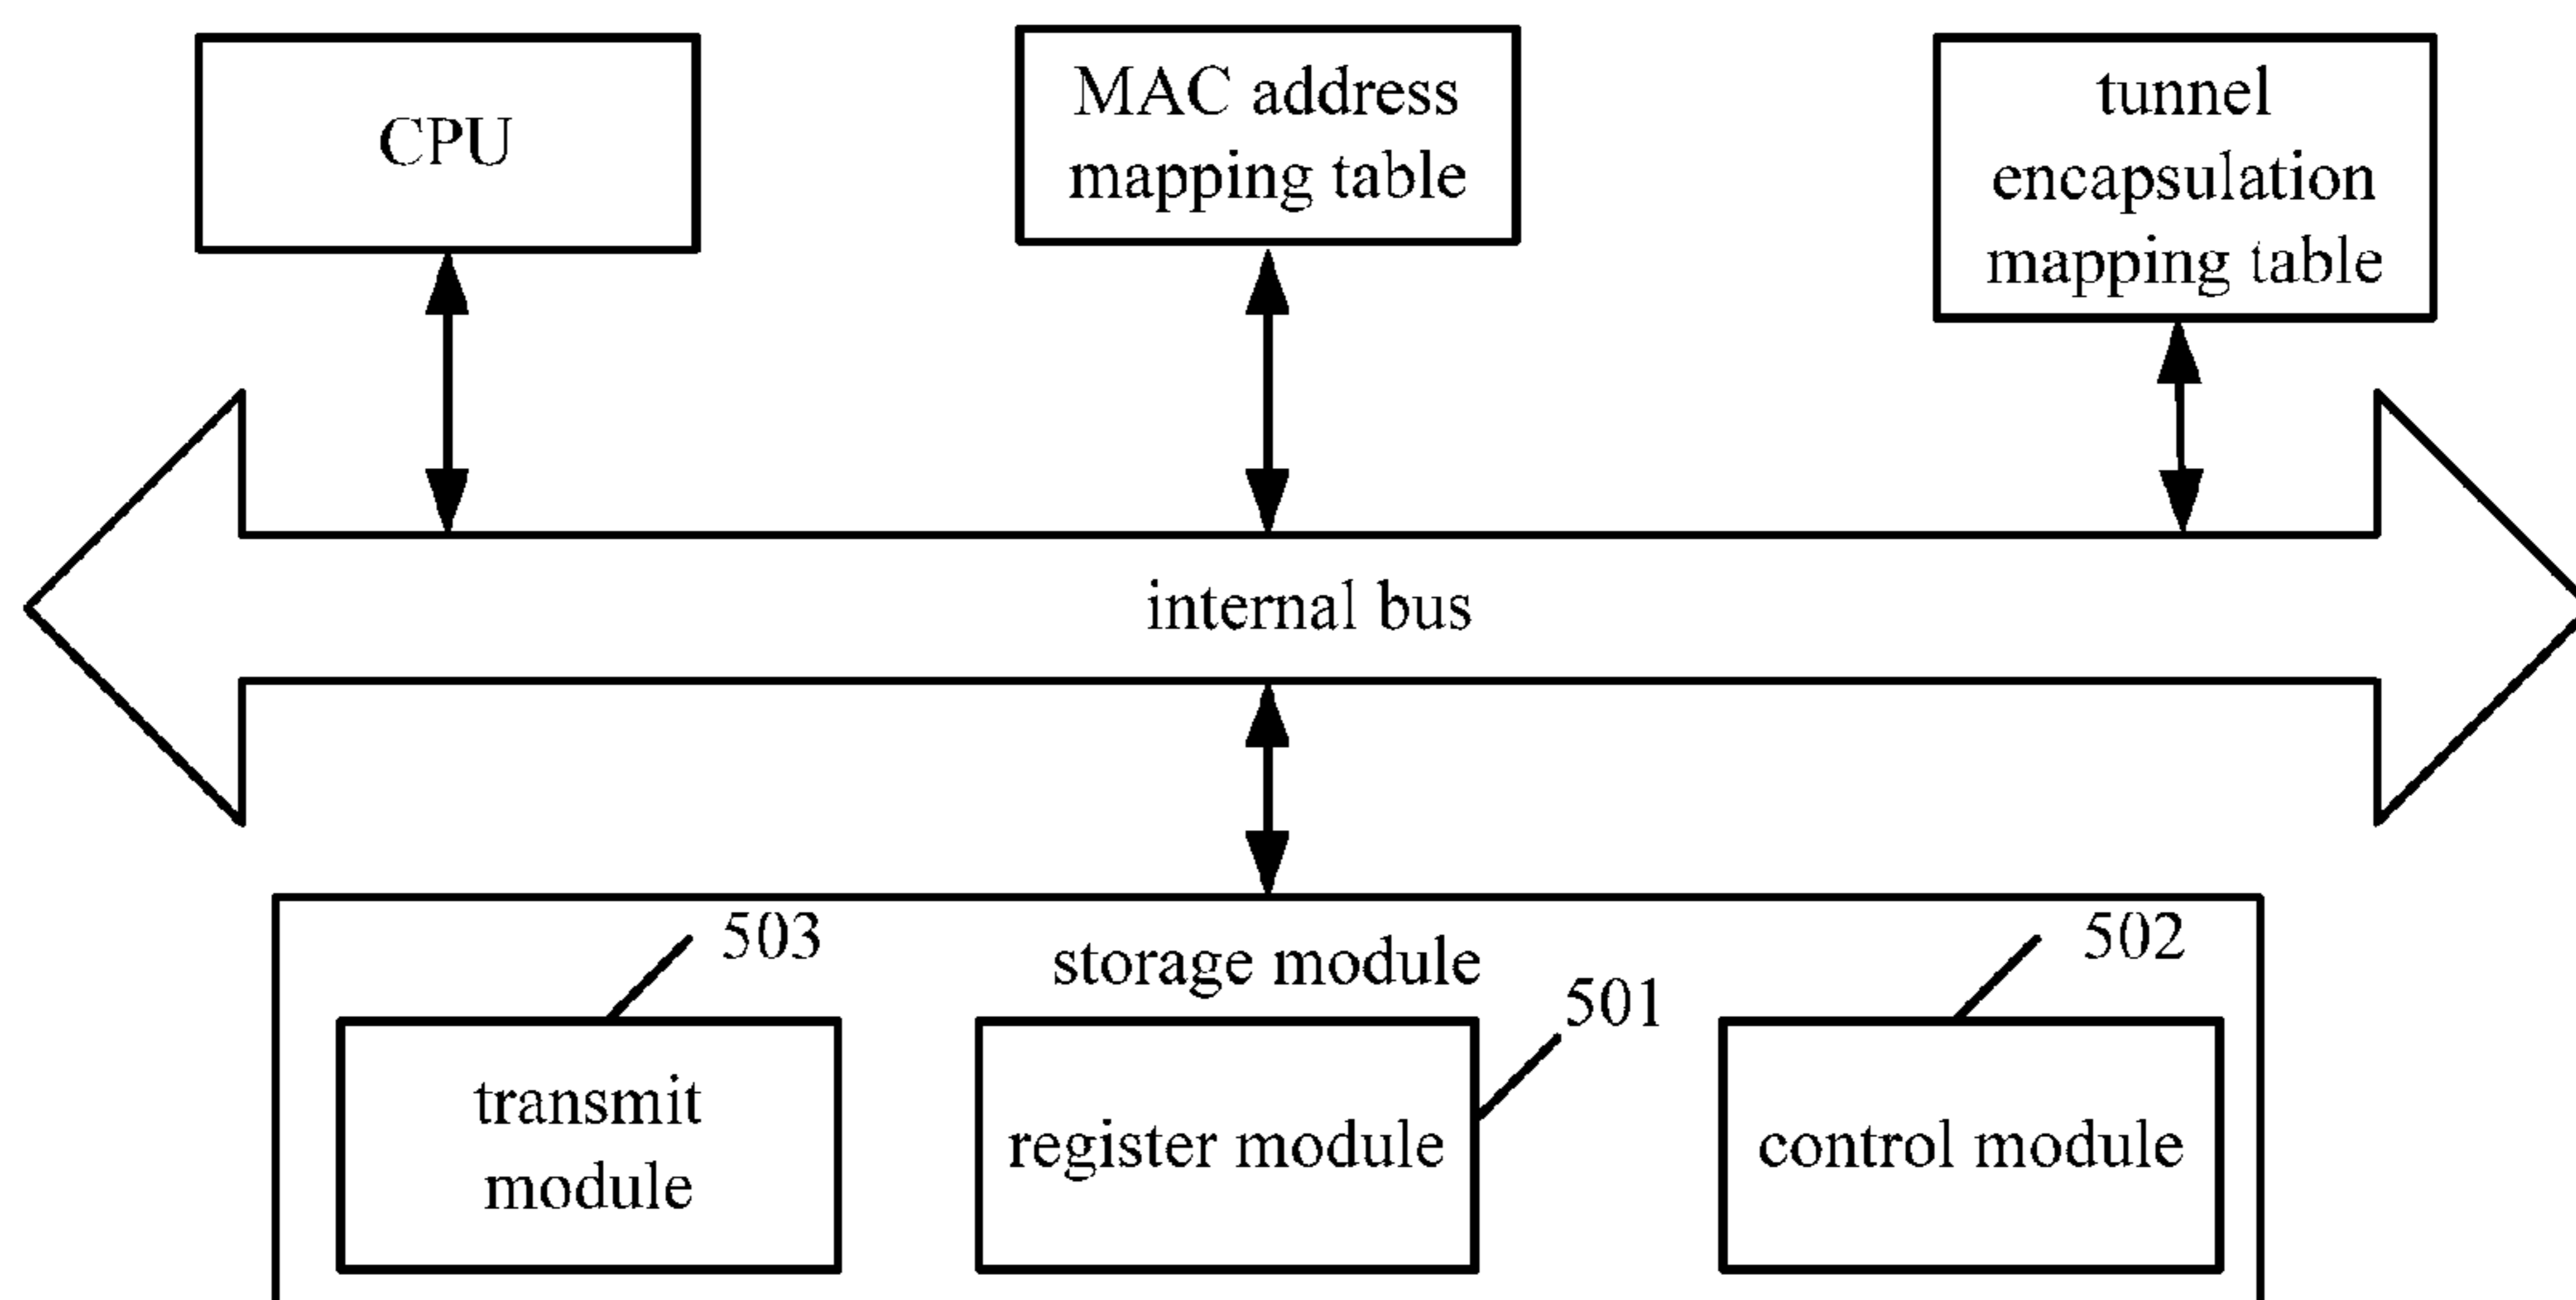 CPU
MAC address
mapping table
tunnel
encapsulation
mapping table
internal bus
503
storage module
502
501
transmit
module
register module
control module